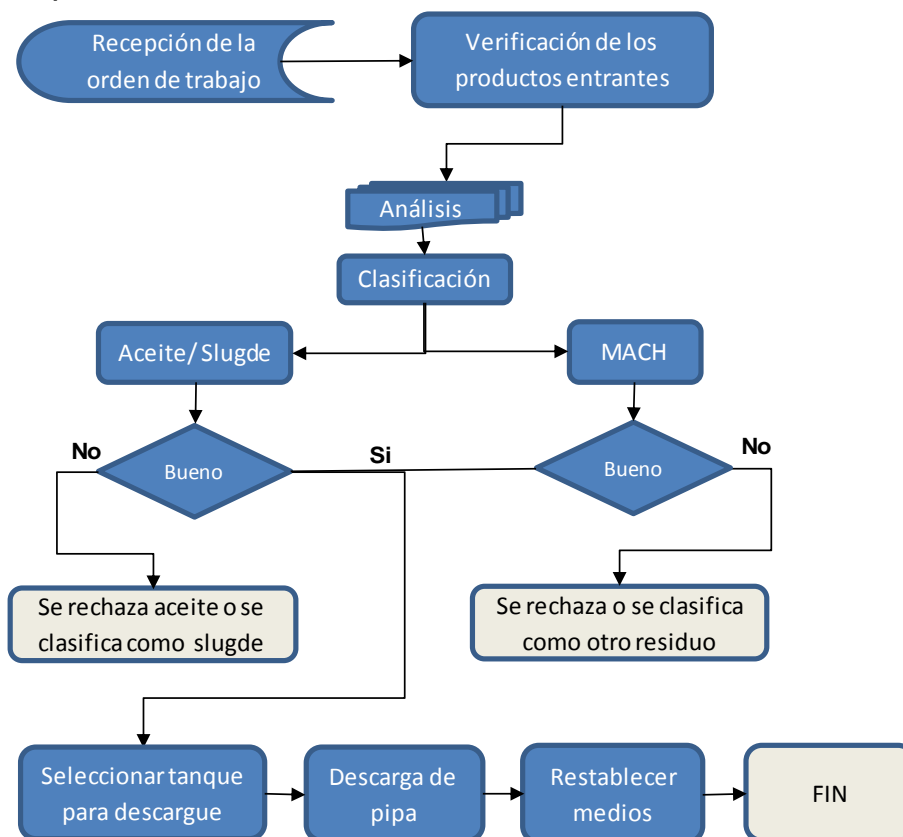 Recepción de la
orden de trabajo
Verificación de los
productos entrantes
Análisis
Clasificación
Aceite/ Slugde
MACH
No
Bueno
Si
Bueno
No
Se rechaza aceite o se
clasifica como slugde
Se rechaza o se clasifica
como otro residuo
Seleccionar tanque
para descargue
Descarga de
pipa
Restablecer
medios
FIN